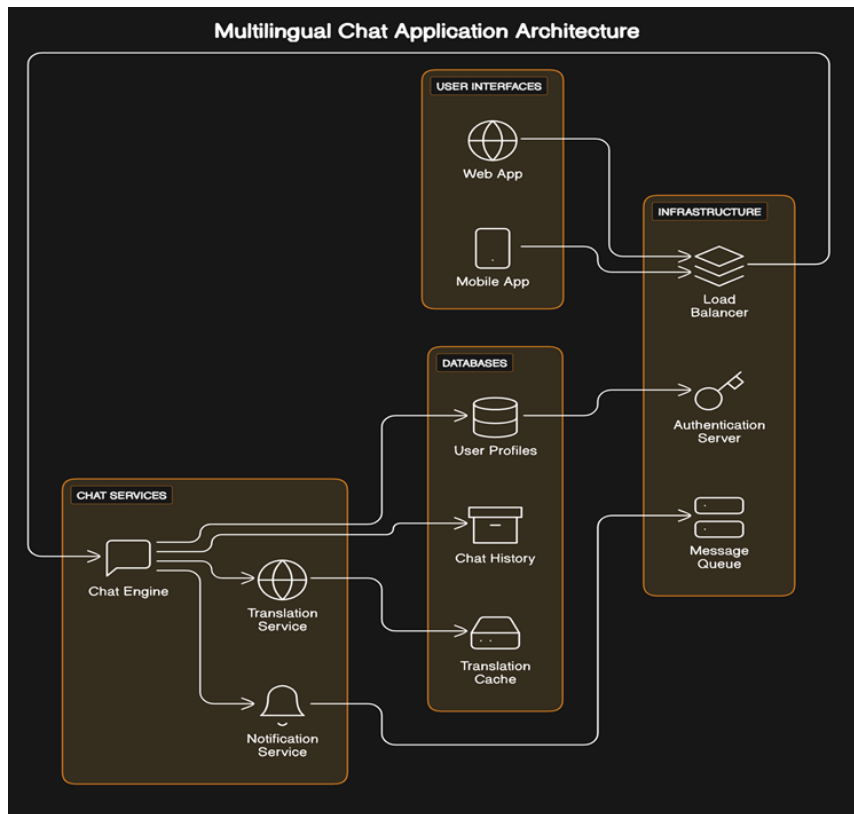 Multilingual Chat Application Architecture
USER INTERFACES
Web App
Mobile App
INFRASTRUCTURE
Load
Balancer
Authentication
Server
Message
Queue
DATABASES
User Profiles
Chat History
Translation
Cache
CHAT SERVICES
Chat Engine
Translation
Service
Notification
Service